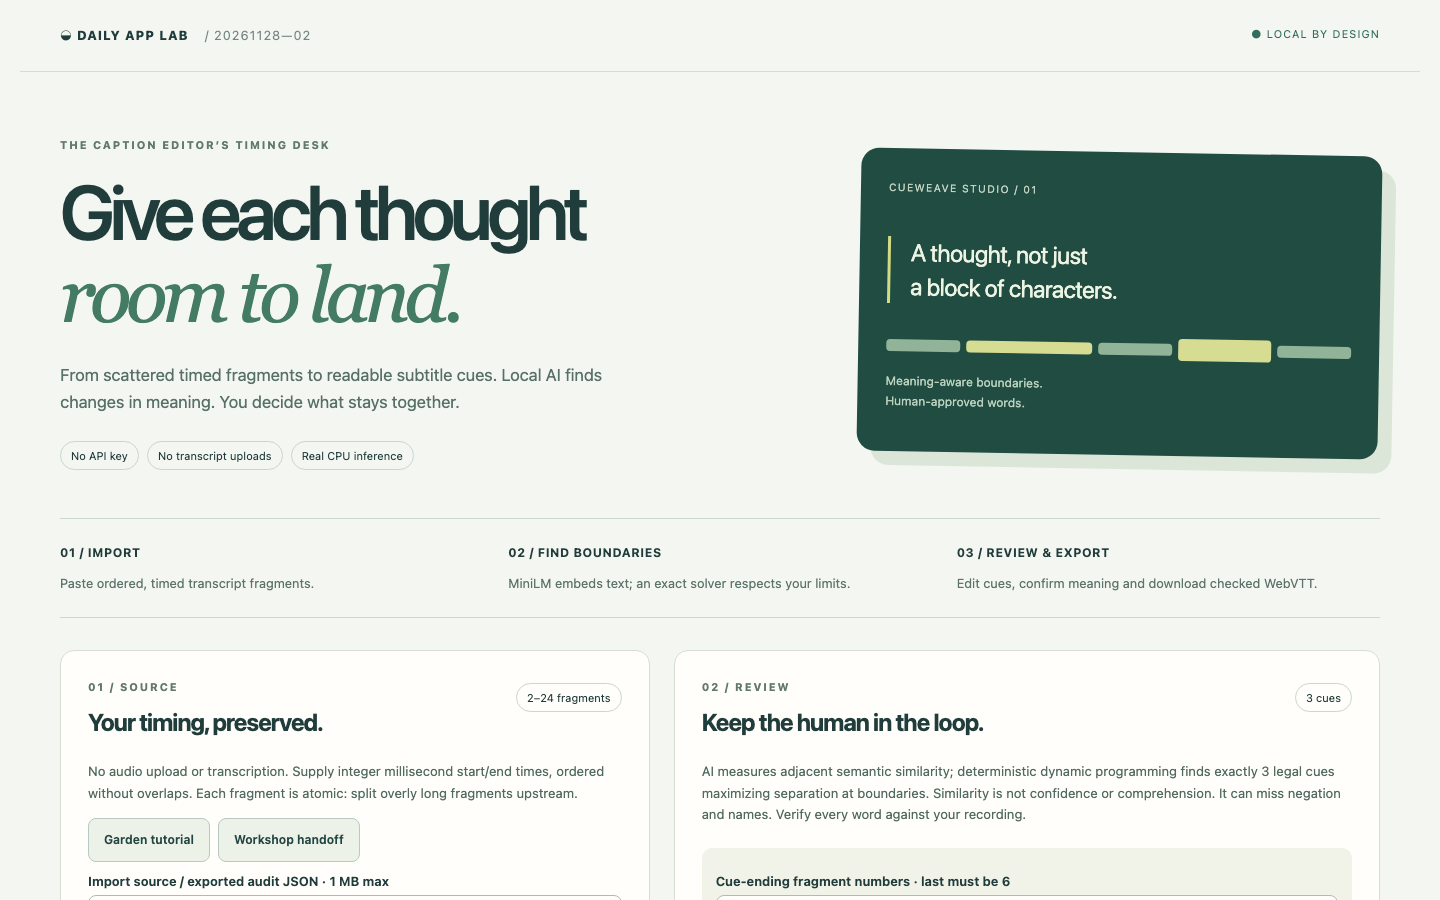 DAILY APP LAB / 20261128—02
LOCAL BY DESIGN
THE CAPTION EDITOR’S TIMING DESK
Give each thought
room to land.
From scattered timed fragments to readable subtitle cues. Local AI finds
changes in meaning. You decide what stays together.
No API key
No transcript uploads
Real CPU inference
CUEWEAVE STUDIO / 01
A thought, not just
a block of characters.
Meaning-aware boundaries.
Human-approved words.
01 / IMPORT
Paste ordered, timed transcript fragments.
02 / FIND BOUNDARIES
MiniLM embeds text; an exact solver respects your limits.
03 / REVIEW & EXPORT
Edit cues, confirm meaning and download checked WebVTT.
01 / SOURCE
2–24 fragments
Your timing, preserved.
No audio upload or transcription. Supply integer millisecond start/end times, ordered
without overlaps. Each fragment is atomic: split overly long fragments upstream.
Garden tutorial
Workshop handoff
Import source / exported audit JSON · 1 MB max
02 / REVIEW
3 cues
Keep the human in the loop.
AI measures adjacent semantic similarity; deterministic dynamic programming finds exactly 3 legal cues
maximizing separation at boundaries. Similarity is not confidence or comprehension. It can miss negation
and names. Verify every word against your recording.
Cue-ending fragment numbers · last must be 6